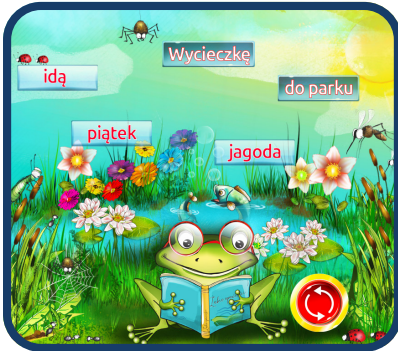 Wycieczkę
idą
do parku
piątek
jagoda